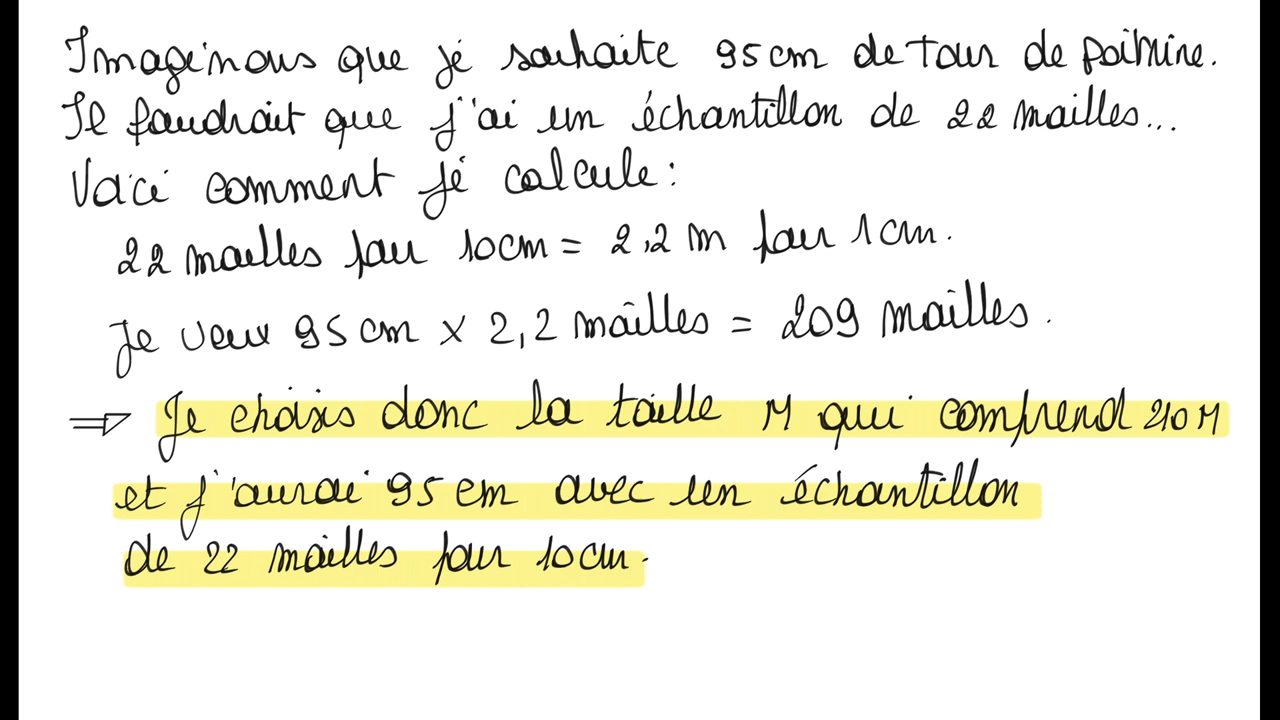 Imaginons que je souhaite 95cm de tour de poitrine.
Il faudrait que j'ai un échantillon de 22 mailles...
Voici comment je calcule :
22 mailles pour 10cm = 2,2 m pour 1cm.
Je veux 95cm x 2,2 mailles = 209 mailles.
⇒ Je choisis donc la taille M qui comprend 210 M
et j'aurai 95cm avec un échantillon
de 22 mailles pour 10cm.